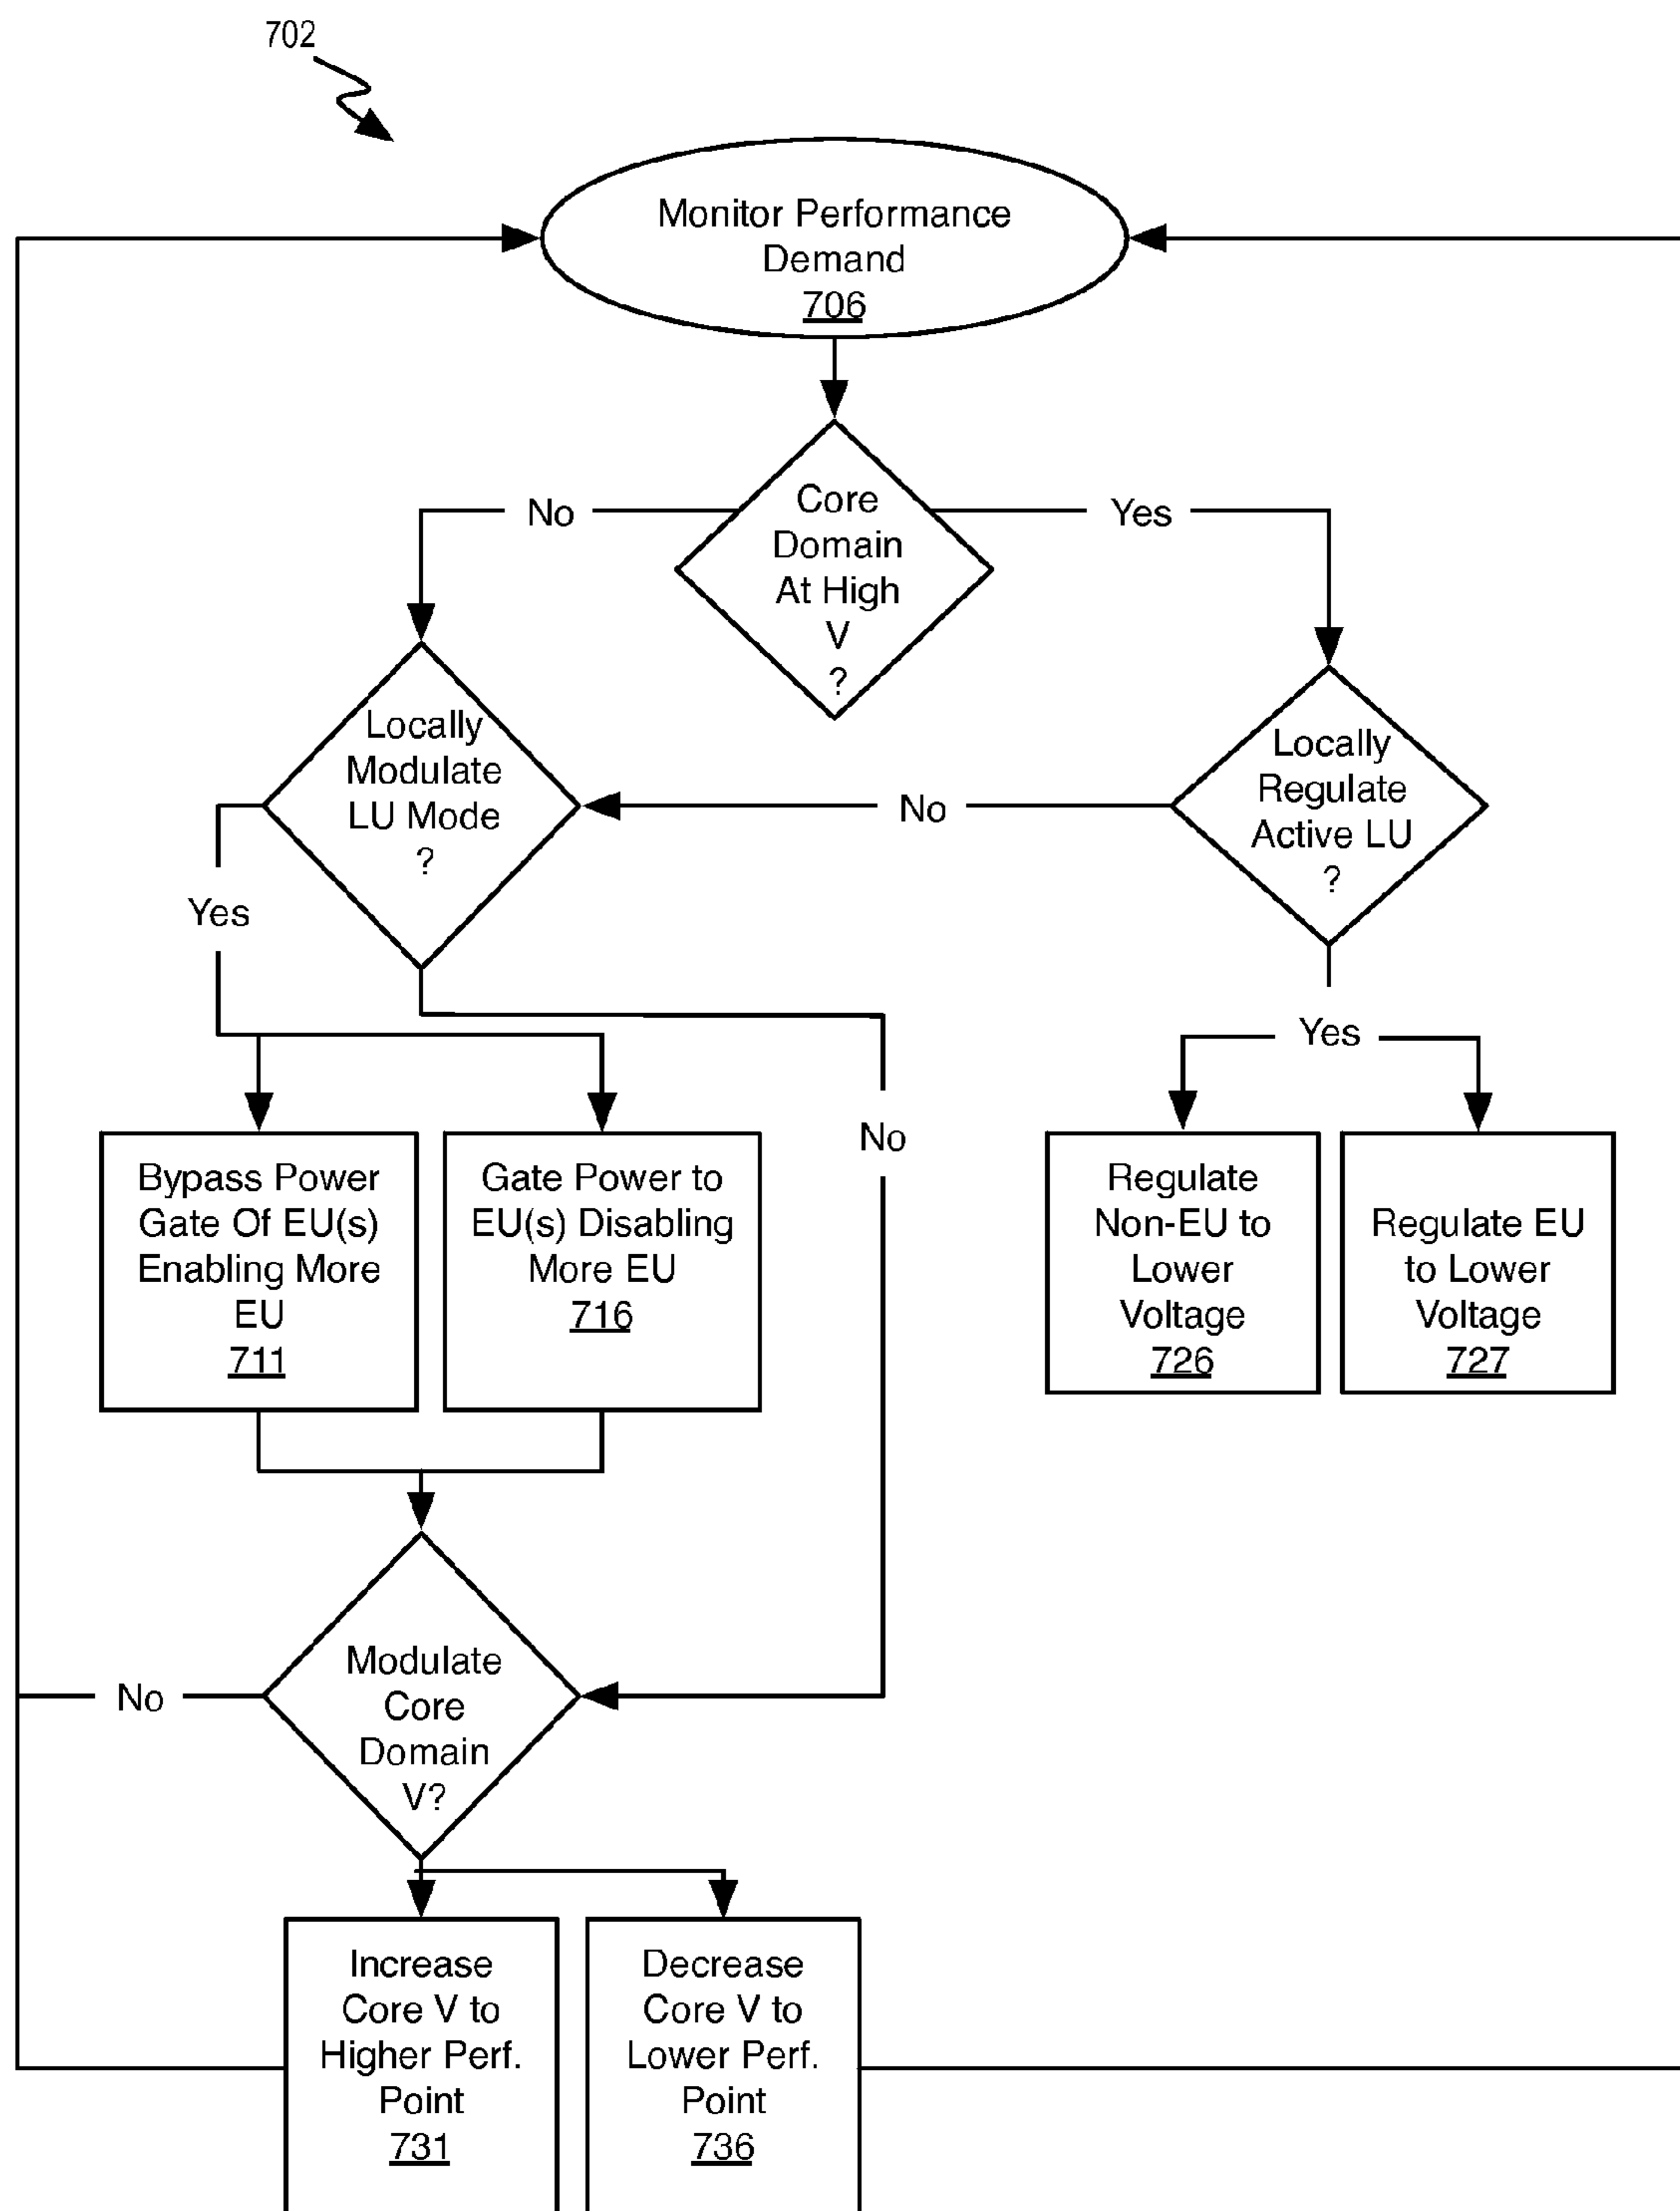 702
Monitor Performance
Demand
706
Core
Domain
At High
V
?
No
Yes
Locally
Modulate
LU Mode
?
No
Locally
Regulate
Active LU
?
Yes
Yes
No
Bypass Power
Gate Of EU(s)
Enabling More
EU
711
Gate Power to
EU(s) Disabling
More EU
716
Regulate
Non-EU to
Lower
Voltage
726
Regulate EU
to Lower
Voltage
727
Modulate
Core
Domain
V?
No
Increase
Core V to
Higher Perf.
Point
731
Decrease
Core V to
Lower Perf.
Point
736